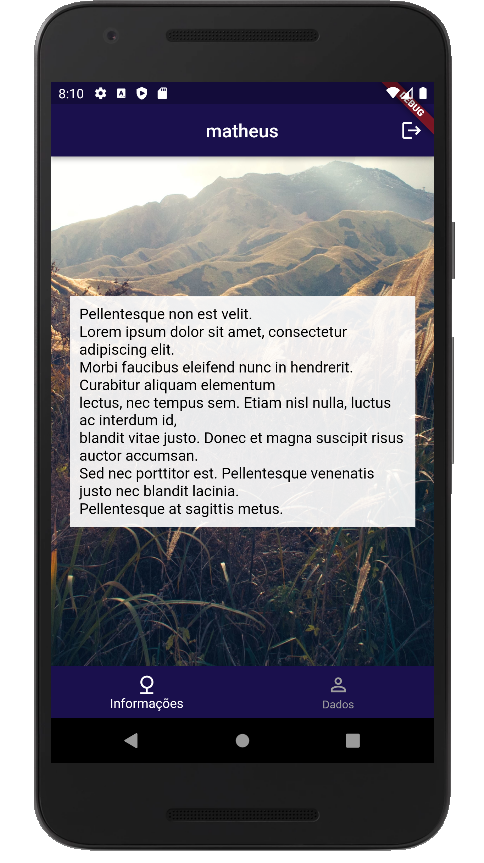 8:10
DEBUG
matheus
Pellentesque non est velit.
Lorem ipsum dolor sit amet, consectetur
adipiscing elit.
Morbi faucibus eleifend nunc in hendrerit.
Curabitur aliquam elementum
lectus, nec tempus sem. Etiam nisl nulla, luctus
ac interdum id,
blandit vitae justo. Donec et magna suscipit risus
auctor accumsan.
Sed nec porttitor est. Pellentesque venenatis
justo nec blandit lacinia.
Pellentesque at sagittis metus.
Informações
Dados